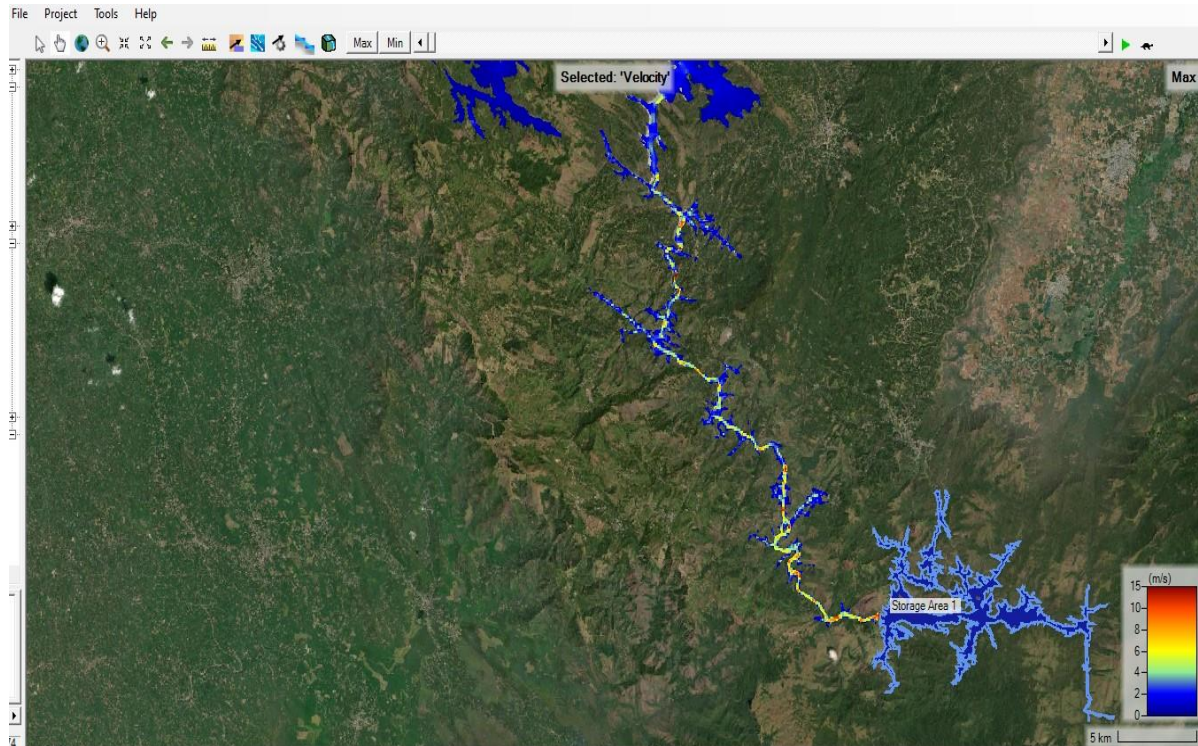 File Project Tools Help
Max Min
Selected: 'Velocity'
Max
Storage Area 1
15 (m/s)
10
8
6
4
2
0
5 km